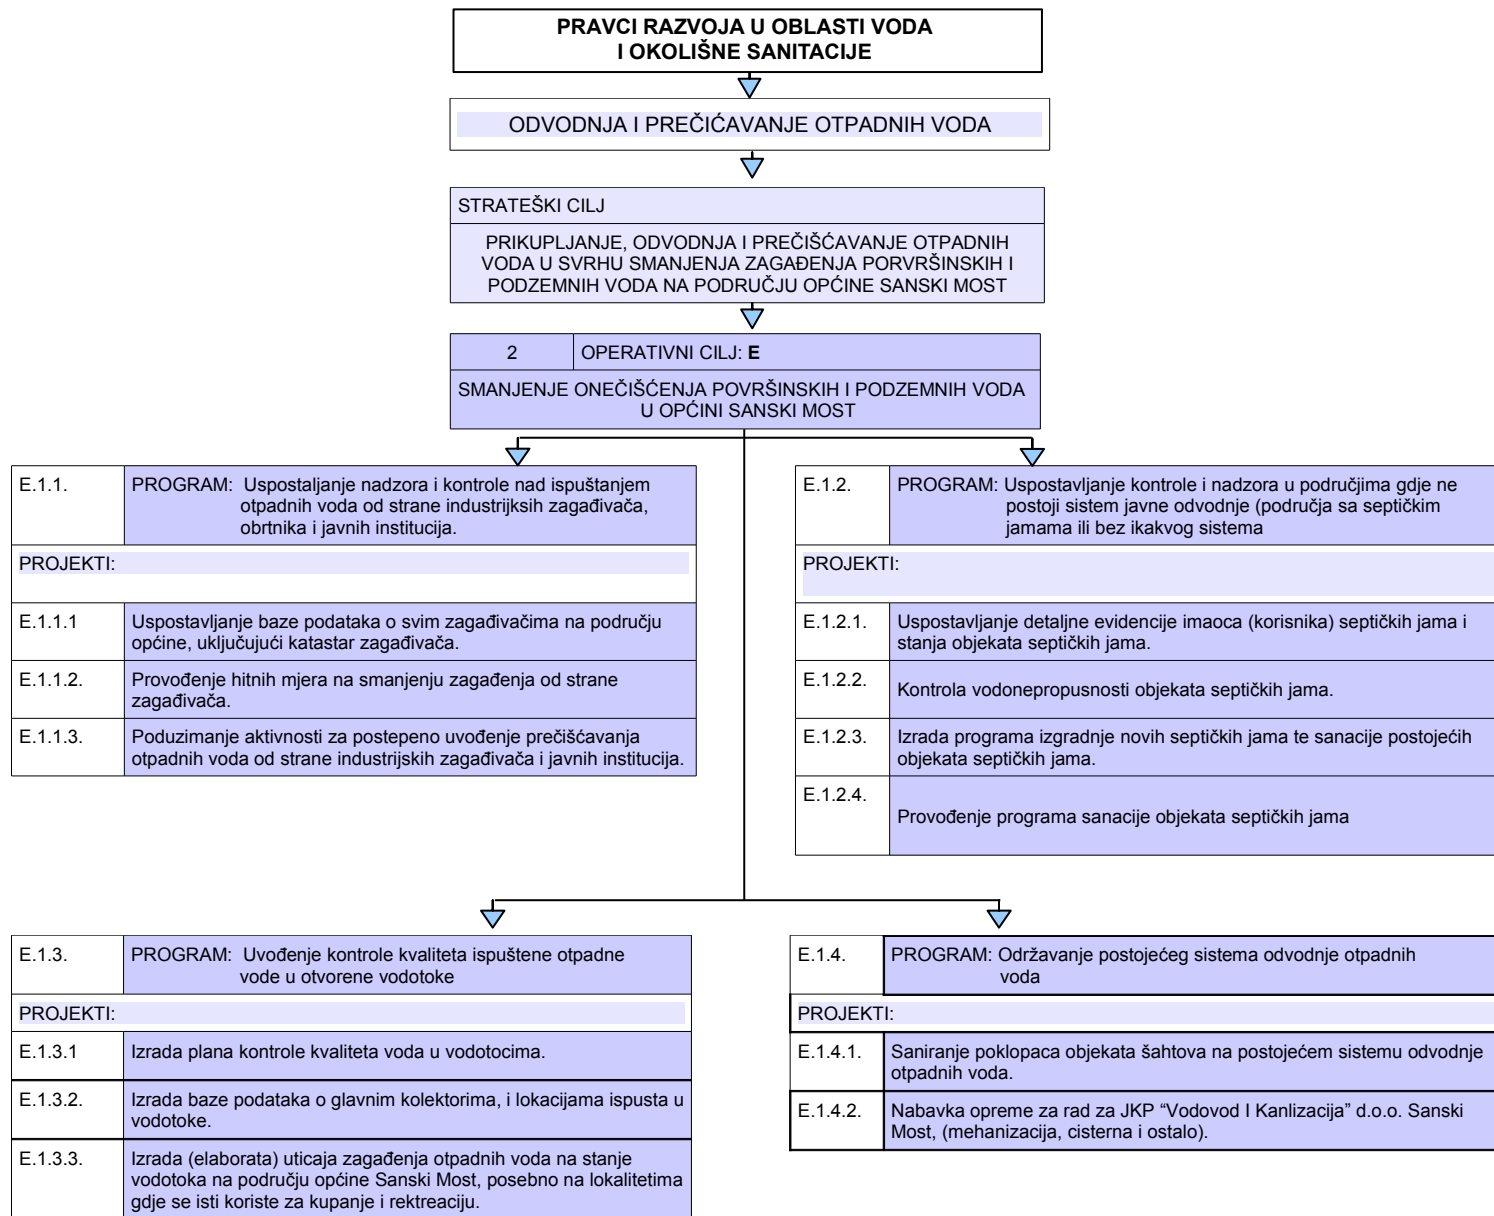 PRAVCI RAZVOJA U OBLASTI VODA
I OKOLIŠNE SANITACIJE
ODVODNJA I PREČIĆAVANJE OTPADNIH VODA
STRATEŠKI CILJ
PRIKUPLJANJE, ODVODNJA I PREČIŠĆAVANJE OTPADNIH
VODA U SVRHU SMANJENJA ZAGAĐENJA PORVRŠINSKIH I
PODZEMNIH VODA NA PODRUČJU OPĆINE SANSKI MOST
2 OPERATIVNI CILJ: E
SMANJENJE ONEČIŠĆENJA POVRŠINSKIH I PODZEMNIH VODA
U OPĆINI SANSKI MOST
E.1.1. PROGRAM: Uspostaljanje nadzora i kontrole nad ispuštanjem
otpadnih voda od strane industrijksih zagađivača,
obrtnika i javnih institucija.
PROJEKTI:
E.1.1.1 Uspostavljanje baze podataka o svim zagađivačima na području
općine, uključujući katastar zagađivača.
E.1.1.2. Provođenje hitnih mjera na smanjenju zagađenja od strane
zagađivača.
E.1.1.3. Poduzimanje aktivnosti za postepeno uvođenje prečišćavanja
otpadnih voda od strane industrijskih zagađivača i javnih institucija.
E.1.2. PROGRAM: Uspostavljanje kontrole i nadzora u područjima gdje ne
postoji sistem javne odvodnje (područja sa septičkim
jamama ili bez ikakvog sistema
PROJEKTI:
E.1.2.1. Uspostavljanje detaljne evidencije imaoca (korisnika) septičkih jama i
stanja objekata septičkih jama.
E.1.2.2. Kontrola vodonepropusnosti objekata septičkih jama.
E.1.2.3. Izrada programa izgradnje novih septičkih jama te sanacije postojećih
objekata septičkih jama.
E.1.2.4. Provođenje programa sanacije objekata septičkih jama
E.1.3. PROGRAM: Uvođenje kontrole kvaliteta ispuštene otpadne
vode u otvorene vodotoke
PROJEKTI:
E.1.3.1 Izrada plana kontrole kvaliteta voda u vodotocima.
E.1.3.2. Izrada baze podataka o glavnim kolektorima, i lokacijama ispusta u
vodotoke.
E.1.3.3. Izrada (elaborata) uticaja zagađenja otpadnih voda na stanje
vodotoka na području općine Sanski Most, posebno na lokalitetima
gdje se isti koriste za kupanje i rektreaciju.
E.1.4. PROGRAM: Održavanje postojećeg sistema odvodnje otpadnih
voda
PROJEKTI:
E.1.4.1. Saniranje poklopaca objekata šahtova na postojećem sistemu odvodnje
otpadnih voda.
E.1.4.2. Nabavka opreme za rad za JKP “Vodovod I Kanlizacija” d.o.o. Sanski
Most, (mehanizacija, cisterna i ostalo).